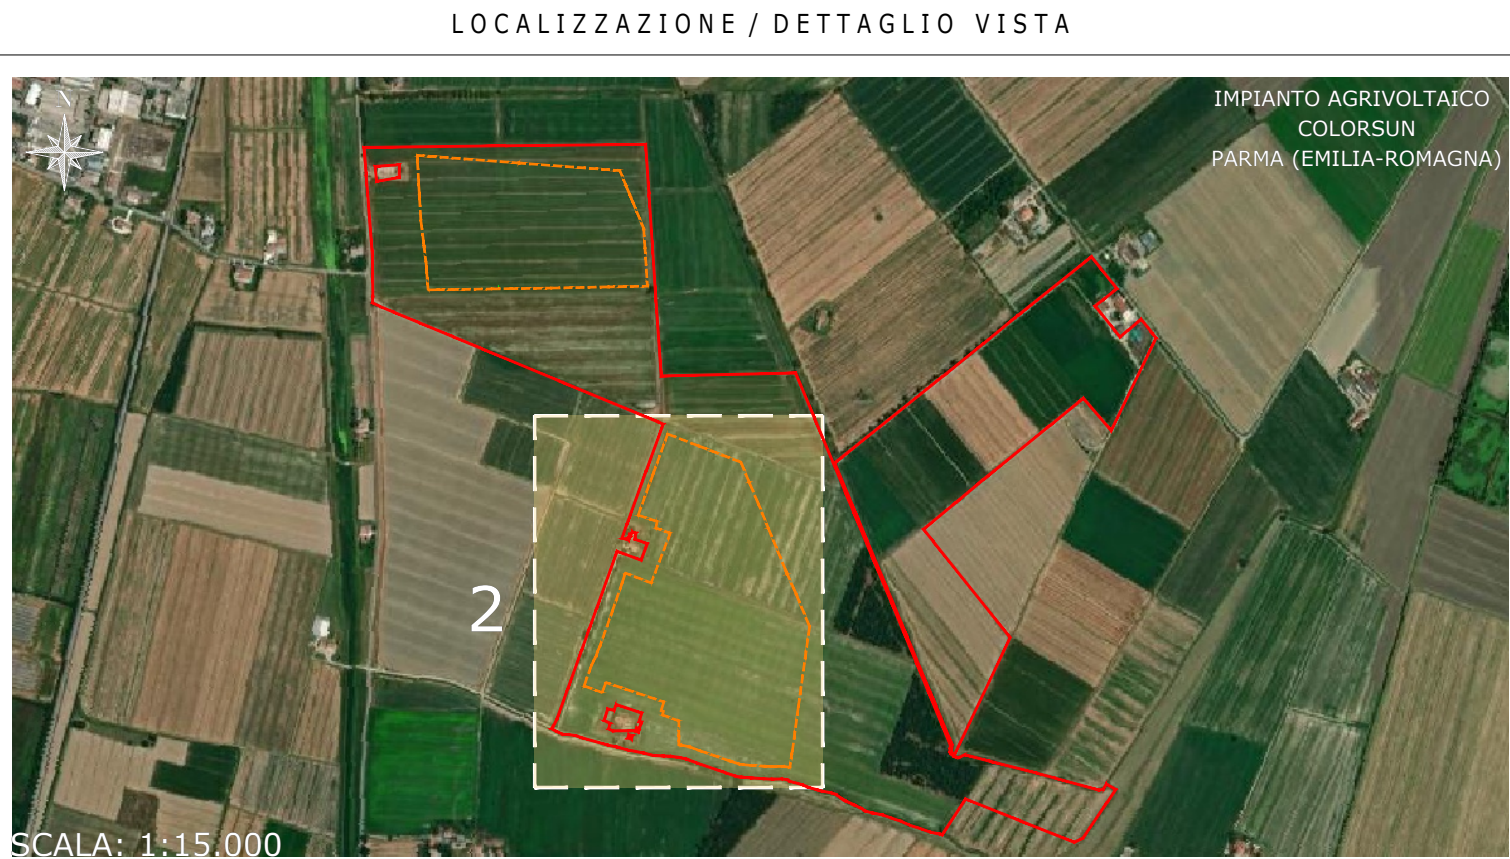 LOCALIZZAZIONE / DETTAGLIO VISTA
IMPIANTO AGRIVOLTAICO
COLORSUN
PARMA (EMILIA-ROMAGNA)
2
SCALA: 1:15.000